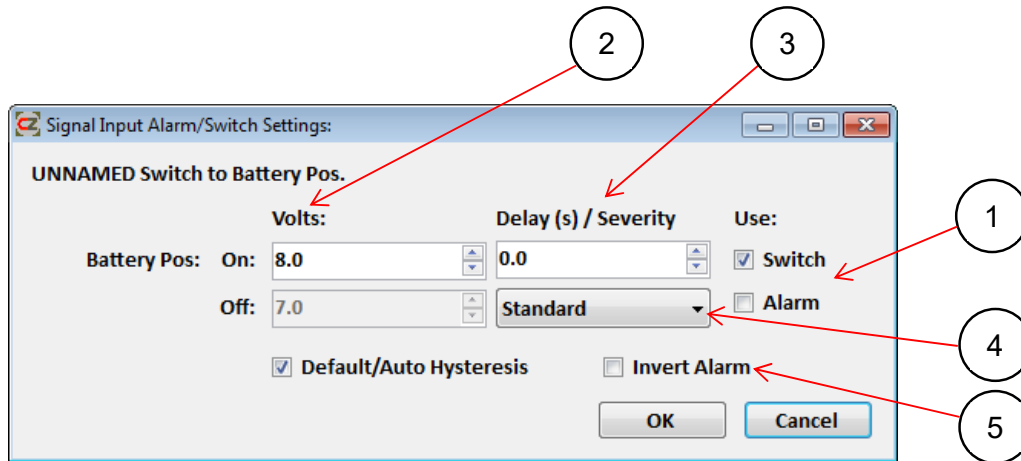 2 3
Signal Input Alarm/Switch Settings:
UNNAMED Switch to Battery Pos.
Volts: Delay (s) / Severity Use:
1
Battery Pos: On: 8.0 0.0 Switch
Off: 7.0 Standard Alarm
4
Default/Auto Hysteresis Invert Alarm
OK Cancel
5